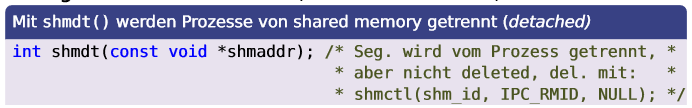 Mit shmdt() werden Prozesse von shared memory getrennt (detached)
int shmdt(const void *shmaddr); /* Seg. wird vom Prozess getrennt, *
* aber nicht deleted, del. mit: *
* shmctl(shm_id, IPC_RMID, NULL); */